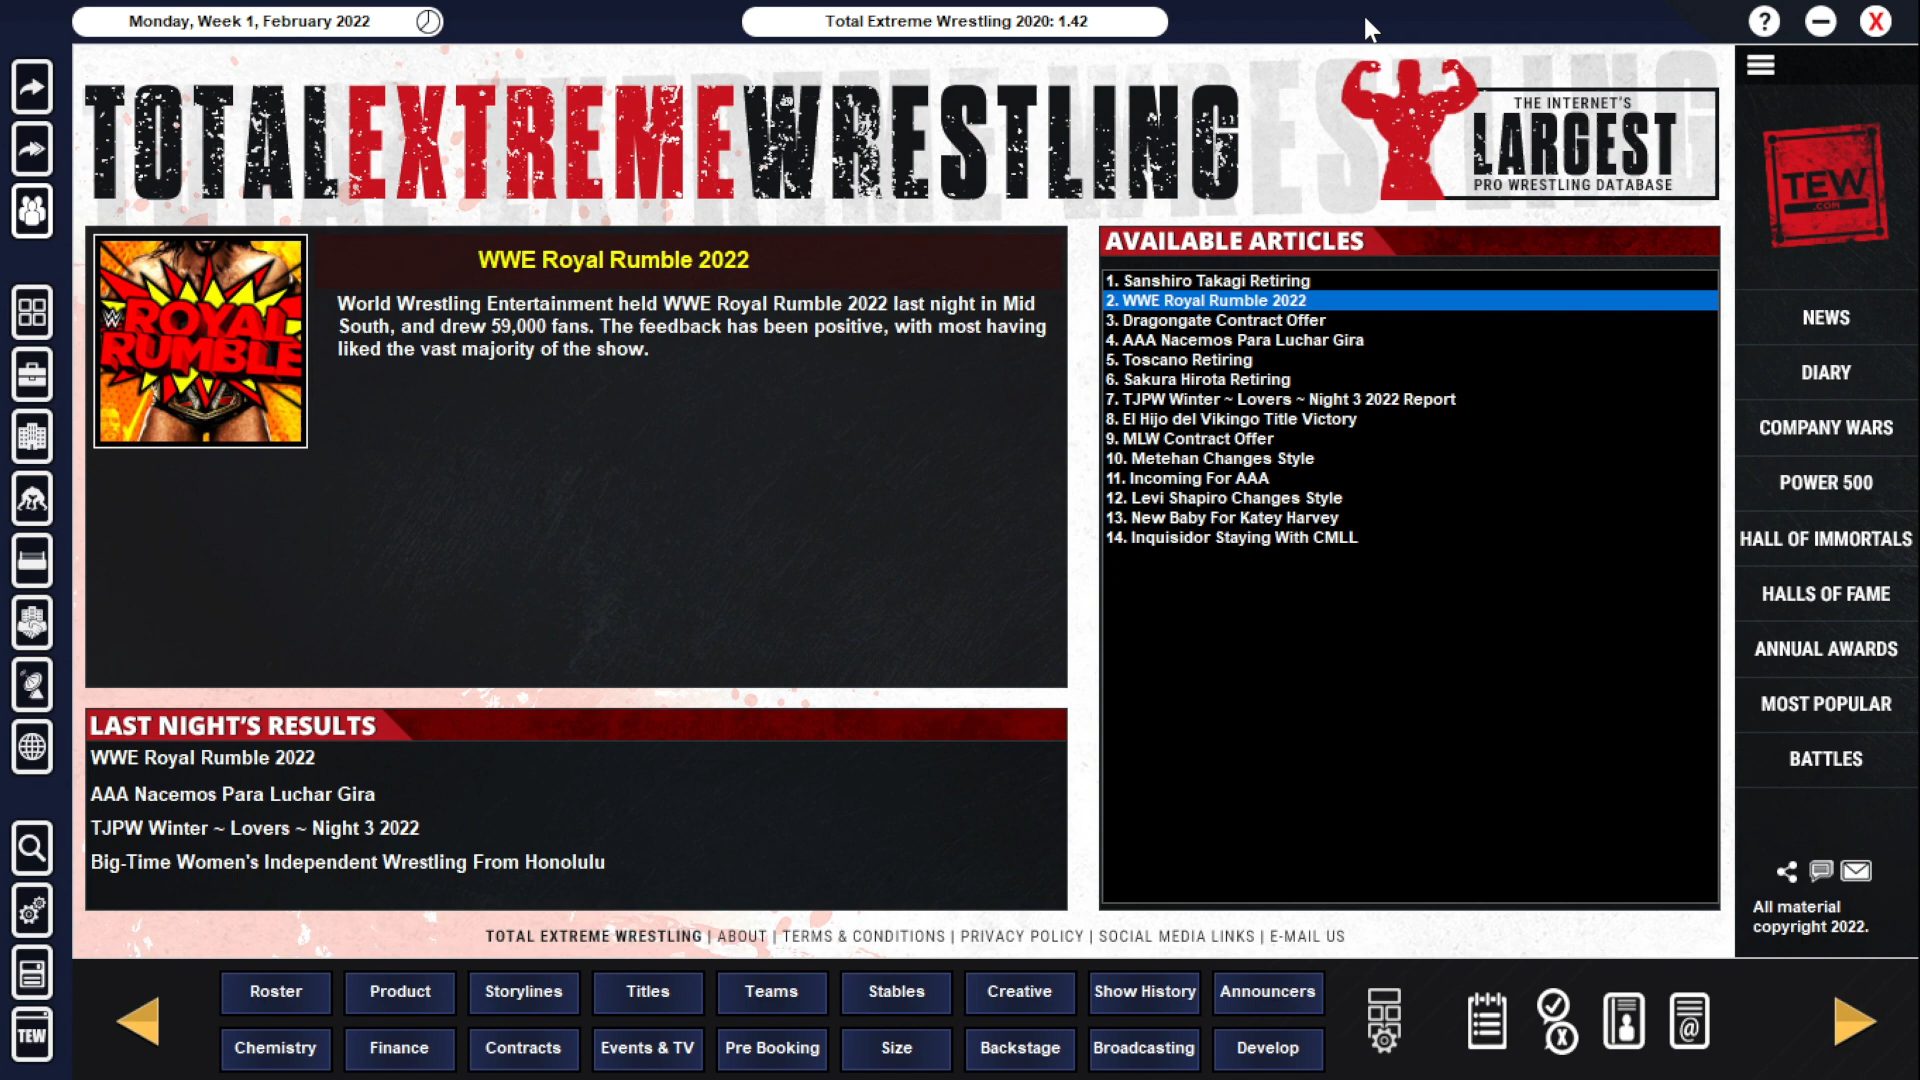 Monday, Week 1, February 2022
Total Extreme Wrestling 2020: 1.42
?
X
TOTALEXTREMEWRESTLING
THE INTERNET'S
LARGEST
PRO WRESTLING DATABASE
TEW
.COM
WWE Royal Rumble 2022
World Wrestling Entertainment held WWE Royal Rumble 2022 last night in Mid
South, and drew 59,000 fans. The feedback has been positive, with most having
liked the vast majority of the show.
W
ROYAL
RUMBLE
AVAILABLE ARTICLES
1. Sanshiro Takagi Retiring
2. WWE Royal Rumble 2022
3. Dragongate Contract Offer
4. AAA Nacemos Para Luchar Gira
5. Toscano Retiring
6. Sakura Hirota Retiring
7. TJPW Winter ~ Lovers ~ Night 3 2022 Report
8. El Hijo del Vikingo Title Victory
9. MLW Contract Offer
10. Metehan Changes Style
11. Incoming For AAA
12. Levi Shapiro Changes Style
13. New Baby For Katey Harvey
14. Inquisidor Staying With CMLL
NEWS
DIARY
COMPANY WARS
POWER 500
HALL OF IMMORTALS
HALLS OF FAME
ANNUAL AWARDS
MOST POPULAR
BATTLES
LAST NIGHT'S RESULTS
WWE Royal Rumble 2022
AAA Nacemos Para Luchar Gira
TJPW Winter ~ Lovers ~ Night 3 2022
Big-Time Women's Independent Wrestling From Honolulu
All material
copyright 2022.
TOTAL EXTREME WRESTLING | ABOUT | TERMS & CONDITIONS | PRIVACY POLICY | SOCIAL MEDIA LINKS | E-MAIL US
TEW
Roster Product Storylines Titles Teams Stables Creative Show History Announcers
Chemistry Finance Contracts Events & TV Pre Booking Size Backstage Broadcasting Develop